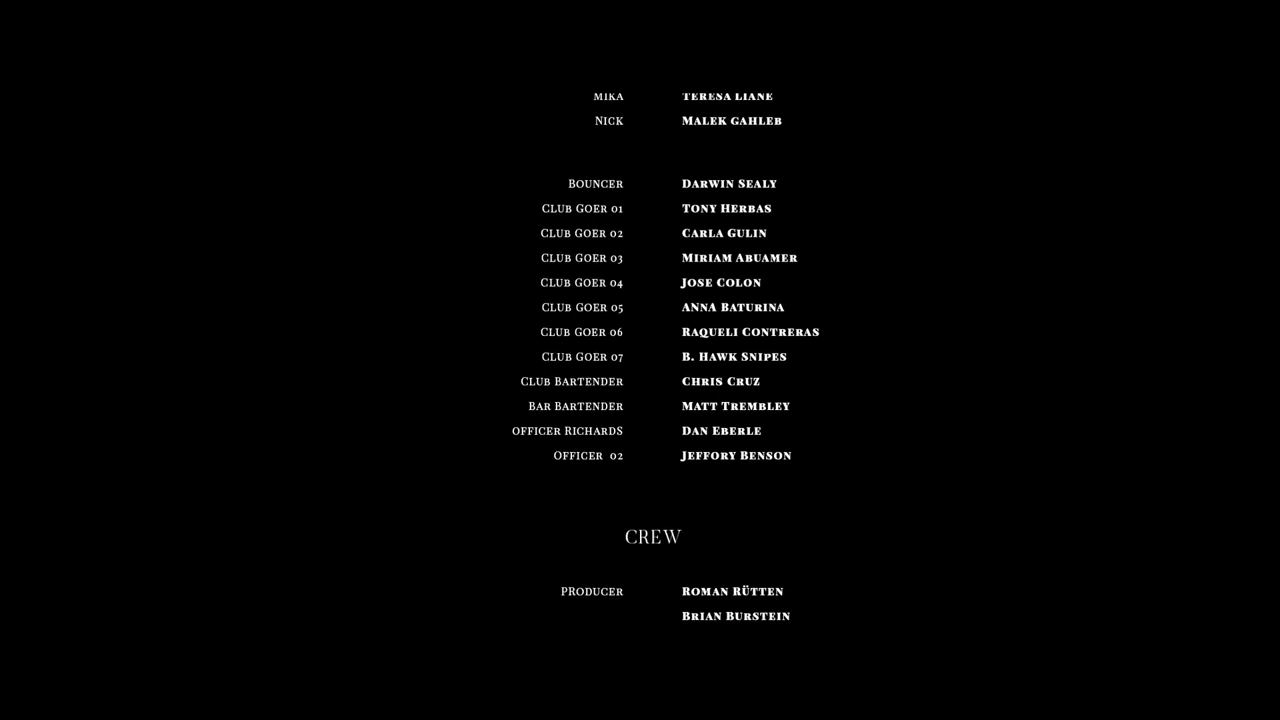 Mika Teresa Liane
Nick Malek Gahleb
Bouncer Darwin Sealy
Club Goer 01 Tony Herbas
Club Goer 02 Carla Gulin
Club Goer 03 Miriam Abuamer
Club Goer 04 Jose Colon
Club Goer 05 Anna Baturina
Club Goer 06 Raqueli Contreras
Club Goer 07 B. Hawk Snipes
Club Bartender Chris Cruz
Bar Bartender Matt Trembley
Officer Richards Dan Eberle
Officer 02 Jeffory Benson
CREW
Producer Roman Rütten
Brian Burstein